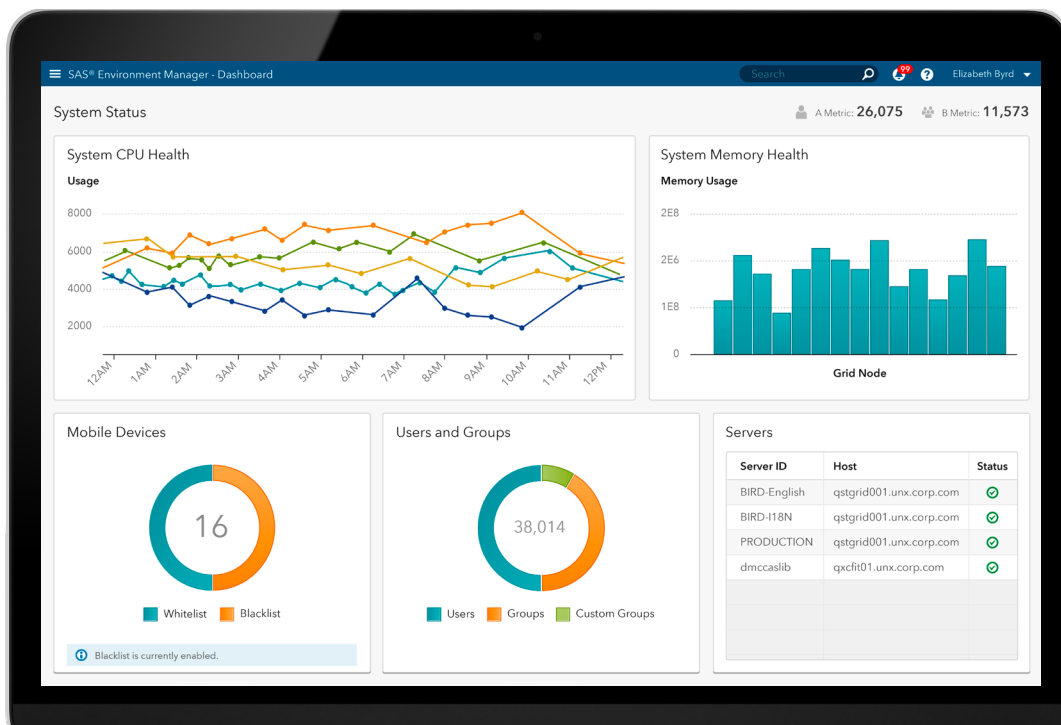 SAS® Environment Manager - Dashboard
Search
99
?
Elizabeth Byrd
System Status
A Metric: 26,075
B Metric: 11,573
System CPU Health
Usage
8000
6000
4000
2000
12AM 1AM 2AM 3AM 4AM 5AM 6AM 7AM 8AM 9AM 10AM 11AM 12PM
System Memory Health
Memory Usage
2E8
2E6
1E8
0
Grid Node
Mobile Devices
16
Whitelist Blacklist
Blacklist is currently enabled.
Users and Groups
38,014
Users Groups Custom Groups
Servers
Server ID Host Status
BIRD-English qstgrid001.unx.corp.com
BIRD-I18N qstgrid001.unx.corp.com
PRODUCTION qstgrid001.unx.corp.com
dmccaslib qxcfit01.unx.corp.com